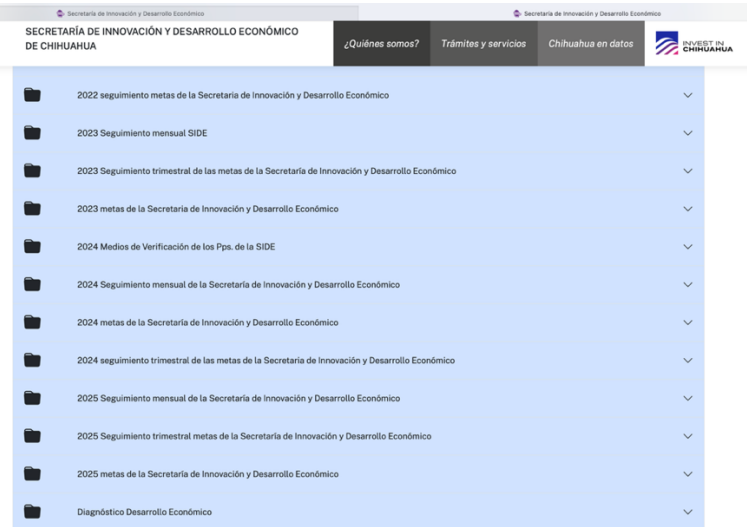 Secretaría de Innovación y Desarrollo Económico
Secretaría de Innovación y Desarrollo Económico
SECRETARÍA DE INNOVACIÓN Y DESARROLLO ECONÓMICO
DE CHIHUAHUA
¿Quiénes somos?
Trámites y servicios
Chihuahua en datos
INVEST IN
CHIHUAHUA
2022 seguimiento metas de la Secretaria de Innovación y Desarrollo Económico
2023 Seguimiento mensual SIDE
2023 Seguimiento trimestral de las metas de la Secretaría de Innovación y Desarrollo Económico
2023 metas de la Secretaría de Innovación y Desarrollo Económico
2024 Medios de Verificación de los Pps. de la SIDE
2024 Seguimiento mensual de la Secretaría de Innovación y Desarrollo Económico
2024 metas de la Secretaría de Innovación y Desarrollo Económico
2024 seguimiento trimestral de las metas de la Secretaria de Innovación y Desarrollo Económico
2025 Seguimiento mensual de la Secretaría de Innovación y Desarrollo Económico
2025 Seguimiento trimestral metas de la Secretaría de Innovación y Desarrollo Económico
2025 metas de la Secretaría de Innovación y Desarrollo Económico
Diagnóstico Desarrollo Económico